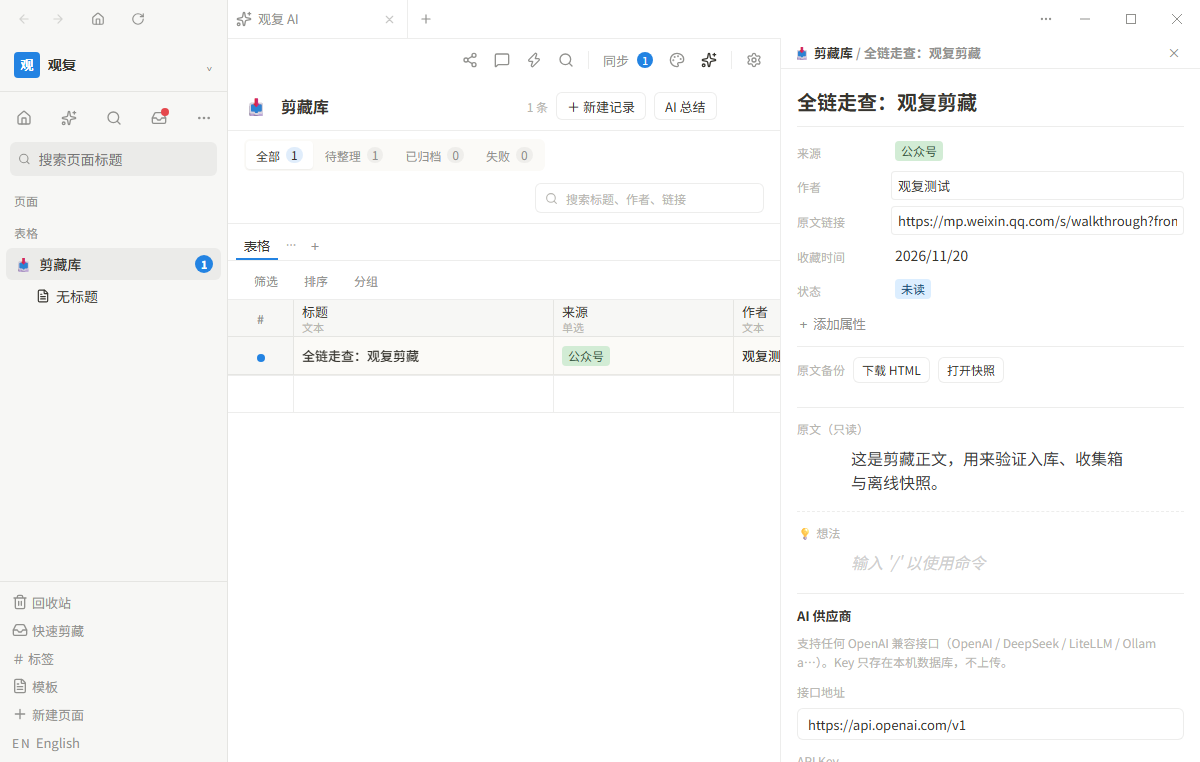 观复 AI
观 观复
同步 1
剪藏库 / 全链走查：观复剪藏
搜索页面标题
页面
表格
剪藏库 1
无标题
回收站
快速剪藏
# 标签
模板
新建页面
EN English
剪藏库
1 条
新建记录
AI 总结
全部 1
待整理 1
已归档 0
失败 0
搜索标题、作者、链接
表格 ··· +
筛选 排序 分组
# 标题 来源 作者
文本 单选 文本
全链走查：观复剪藏 公众号 观复测
全链走查：观复剪藏
来源 公众号
作者 观复测试
原文链接 https://mp.weixin.qq.com/s/walkthrough?fron
收藏时间 2026/11/20
状态 未读
+ 添加属性
原文备份 下载 HTML 打开快照
原文（只读）
这是剪藏正文，用来验证入库、收集箱
与离线快照。
想法
输入 '/' 以使用命令
AI 供应商
支持任何 OpenAI 兼容接口（OpenAI / DeepSeek / LiteLLM / Ollam
a…）。Key 只存在本机数据库，不上传。
接口地址
https://api.openai.com/v1
API Key